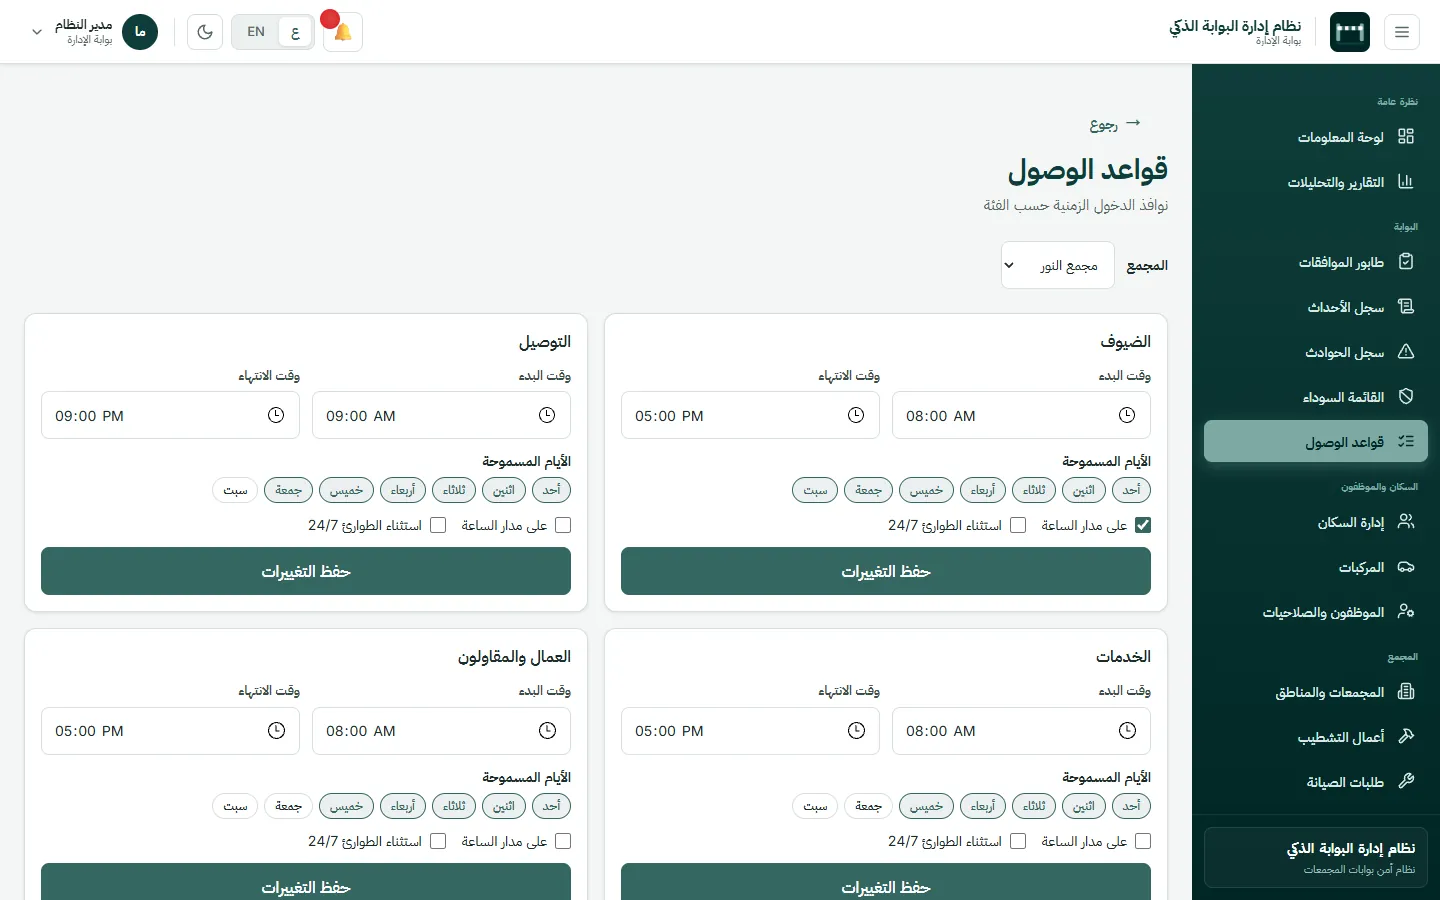 نظام إدارة البوابة الذكي
بوابة الإدارة
ع
EN
ما
مدير النظام
بوابة الإدارة
نظرة عامة
لوحة المعلومات
التقارير والتحليلات
البوابة
طابور الموافقات
سجل الأحداث
سجل الحوادث
القائمة السوداء
قواعد الوصول
السكان والموظفون
إدارة السكان
المركبات
الموظفون والصلاحيات
المجمع
المجمعات والمناطق
أعمال التشطيب
طلبات الصيانة
نظام إدارة البوابة الذكي
نظام أمن بوابات المجمعات
→ رجوع
قواعد الوصول
نوافذ الدخول الزمنية حسب الفئة
المجمع
مجمع النور
الضيوف
وقت البدء
وقت الانتهاء
08:00 AM
05:00 PM
الأيام المسموحة
أحد اثنين ثلاثاء أربعاء خميس جمعة سبت
على مدار الساعة
استثناء الطوارئ 24/7
حفظ التغييرات
التوصيل
وقت البدء
وقت الانتهاء
09:00 AM
09:00 PM
الأيام المسموحة
أحد اثنين ثلاثاء أربعاء خميس جمعة سبت
على مدار الساعة
استثناء الطوارئ 24/7
حفظ التغييرات
الخدمات
وقت البدء
وقت الانتهاء
08:00 AM
05:00 PM
الأيام المسموحة
أحد اثنين ثلاثاء أربعاء خميس جمعة سبت
على مدار الساعة
استثناء الطوارئ 24/7
حفظ التغييرات
العمال والمقاولون
وقت البدء
وقت الانتهاء
08:00 AM
05:00 PM
الأيام المسموحة
أحد اثنين ثلاثاء أربعاء خميس جمعة سبت
على مدار الساعة
استثناء الطوارئ 24/7
حفظ التغييرات